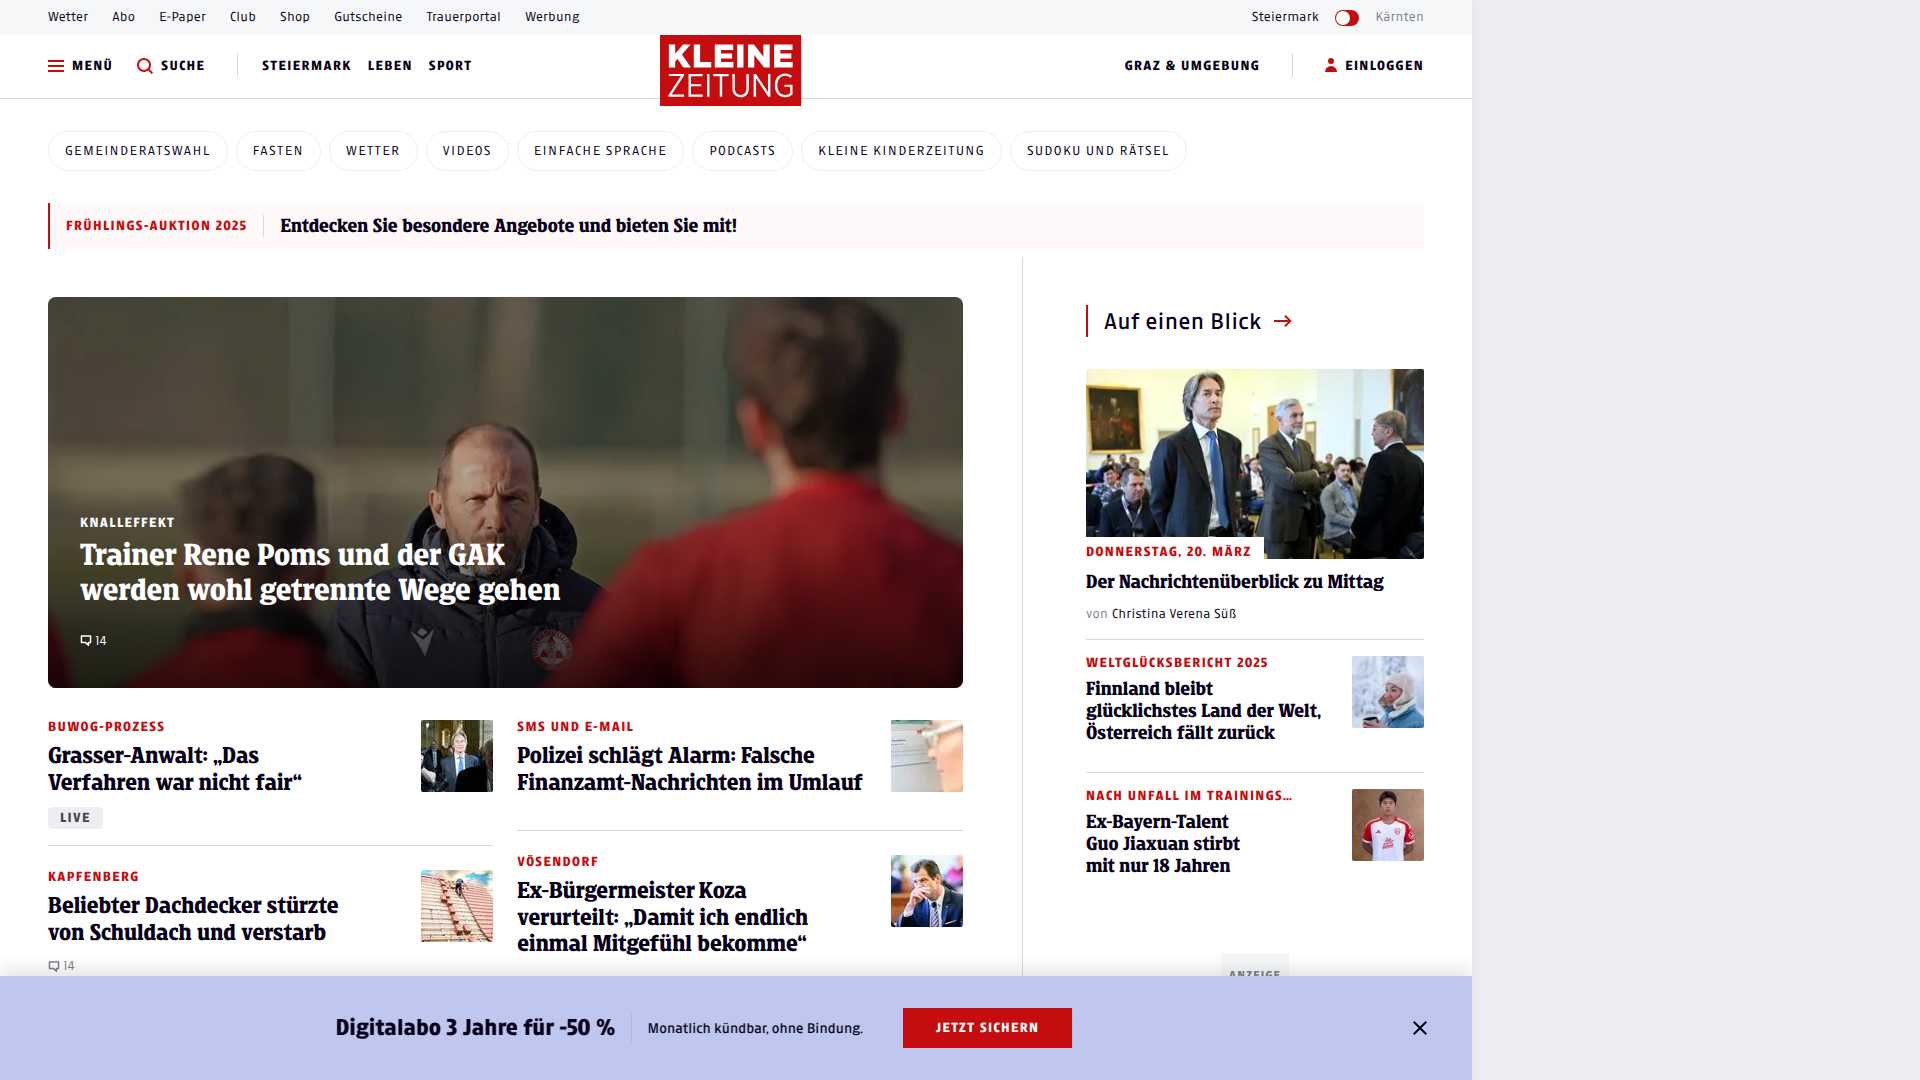 Wetter Abo E-Paper Club Shop Gutscheine Trauerportal Werbung Steiermark Kärnten
MENÜ SUCHE STEIERMARK LEBEN SPORT KLEINE ZEITUNG GRAZ & UMGEBUNG EINLOGGEN
GEMEINDERATSWAHL FASTEN WETTER VIDEOS EINFACHE SPRACHE PODCASTS KLEINE KINDERZEITUNG SUDOKU UND RÄTSEL
FRÜHLINGS-AUKTION 2025 Entdecken Sie besondere Angebote und bieten Sie mit!
KNALLEFFEKT
Trainer Rene Poms und der GAK
werden wohl getrennte Wege gehen
14
BUWOG-PROZESS
Grasser-Anwalt: „Das
Verfahren war nicht fair“
LIVE
KAPFENBERG
Beliebter Dachdecker stürzte
von Schuldach und verstarb
14
SMS UND E-MAIL
Polizei schlägt Alarm: Falsche
Finanzamt-Nachrichten im Umlauf
VÖSENDORF
Ex-Bürgermeister Koza
verurteilt: „Damit ich endlich
einmal Mitgefühl bekomme“
Auf einen Blick
DONNERSTAG, 20. MÄRZ
Der Nachrichtenüberblick zu Mittag
von Christina Verena Süß
WELTGLÜCKSBERICHT 2025
Finnland bleibt
glücklichstes Land der Welt,
Österreich fällt zurück
NACH UNFALL IM TRAININGS…
Ex-Bayern-Talent
Guo Jiaxuan stirbt
mit nur 18 Jahren
ANZEIGE
Digitalabo 3 Jahre für -50 % Monatlich kündbar, ohne Bindung. JETZT SICHERN